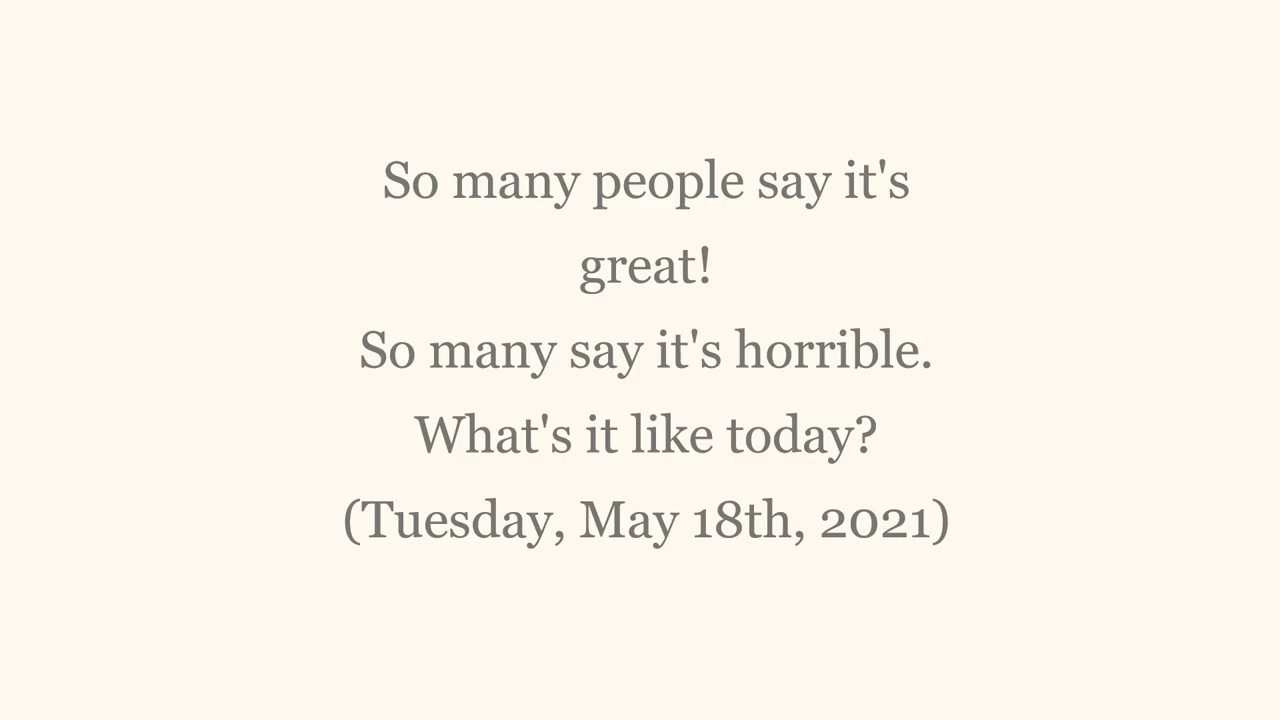 So many people say it's
great!
So many say it's horrible.
What's it like today?
(Tuesday, May 18th, 2021)